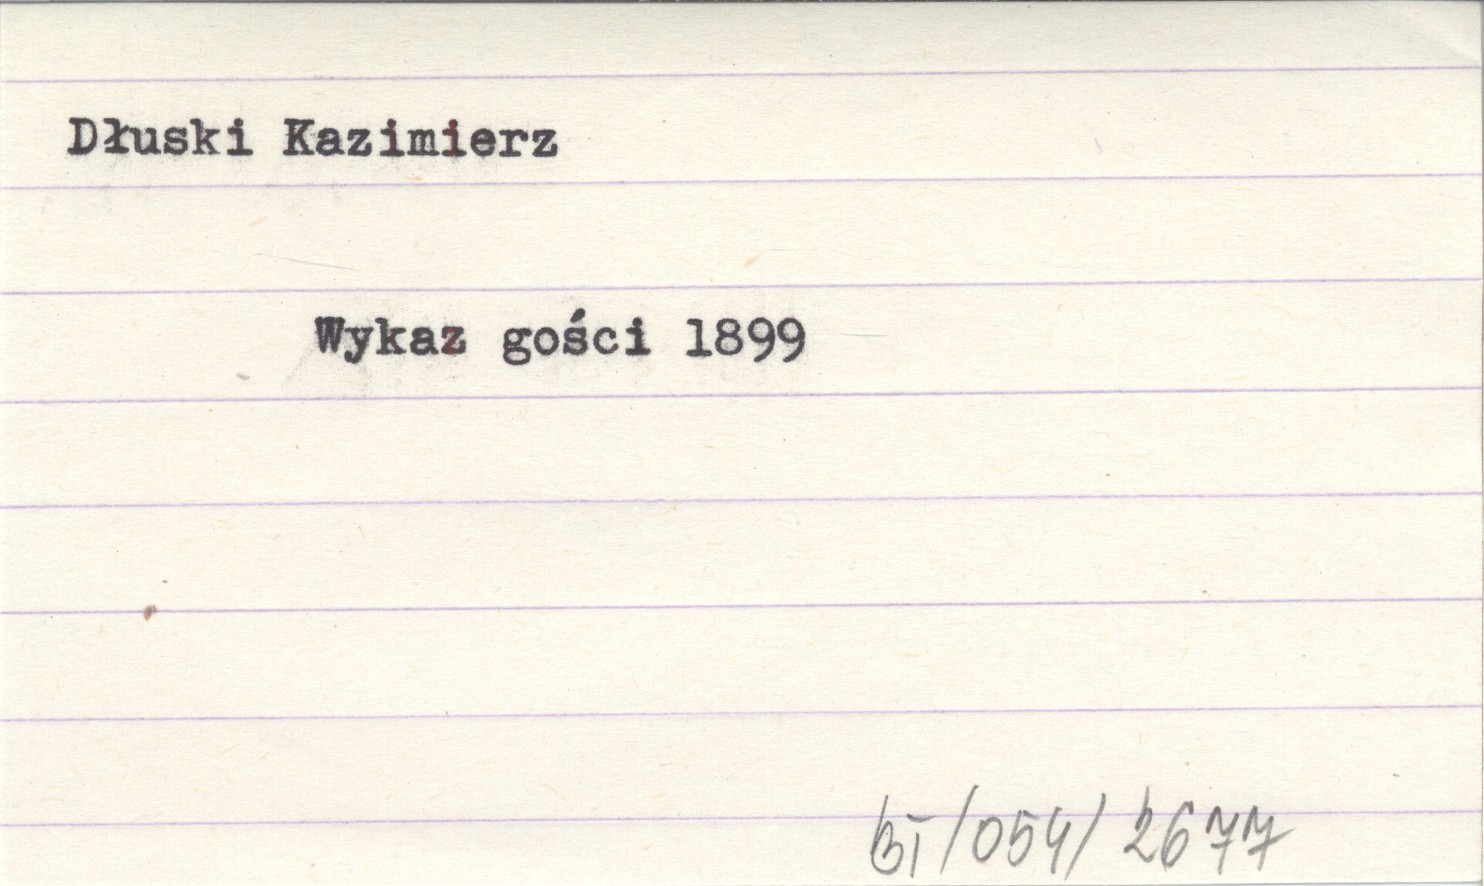 Dłuski Kazimierz
Wykaz gości 1899
BI/054/2677